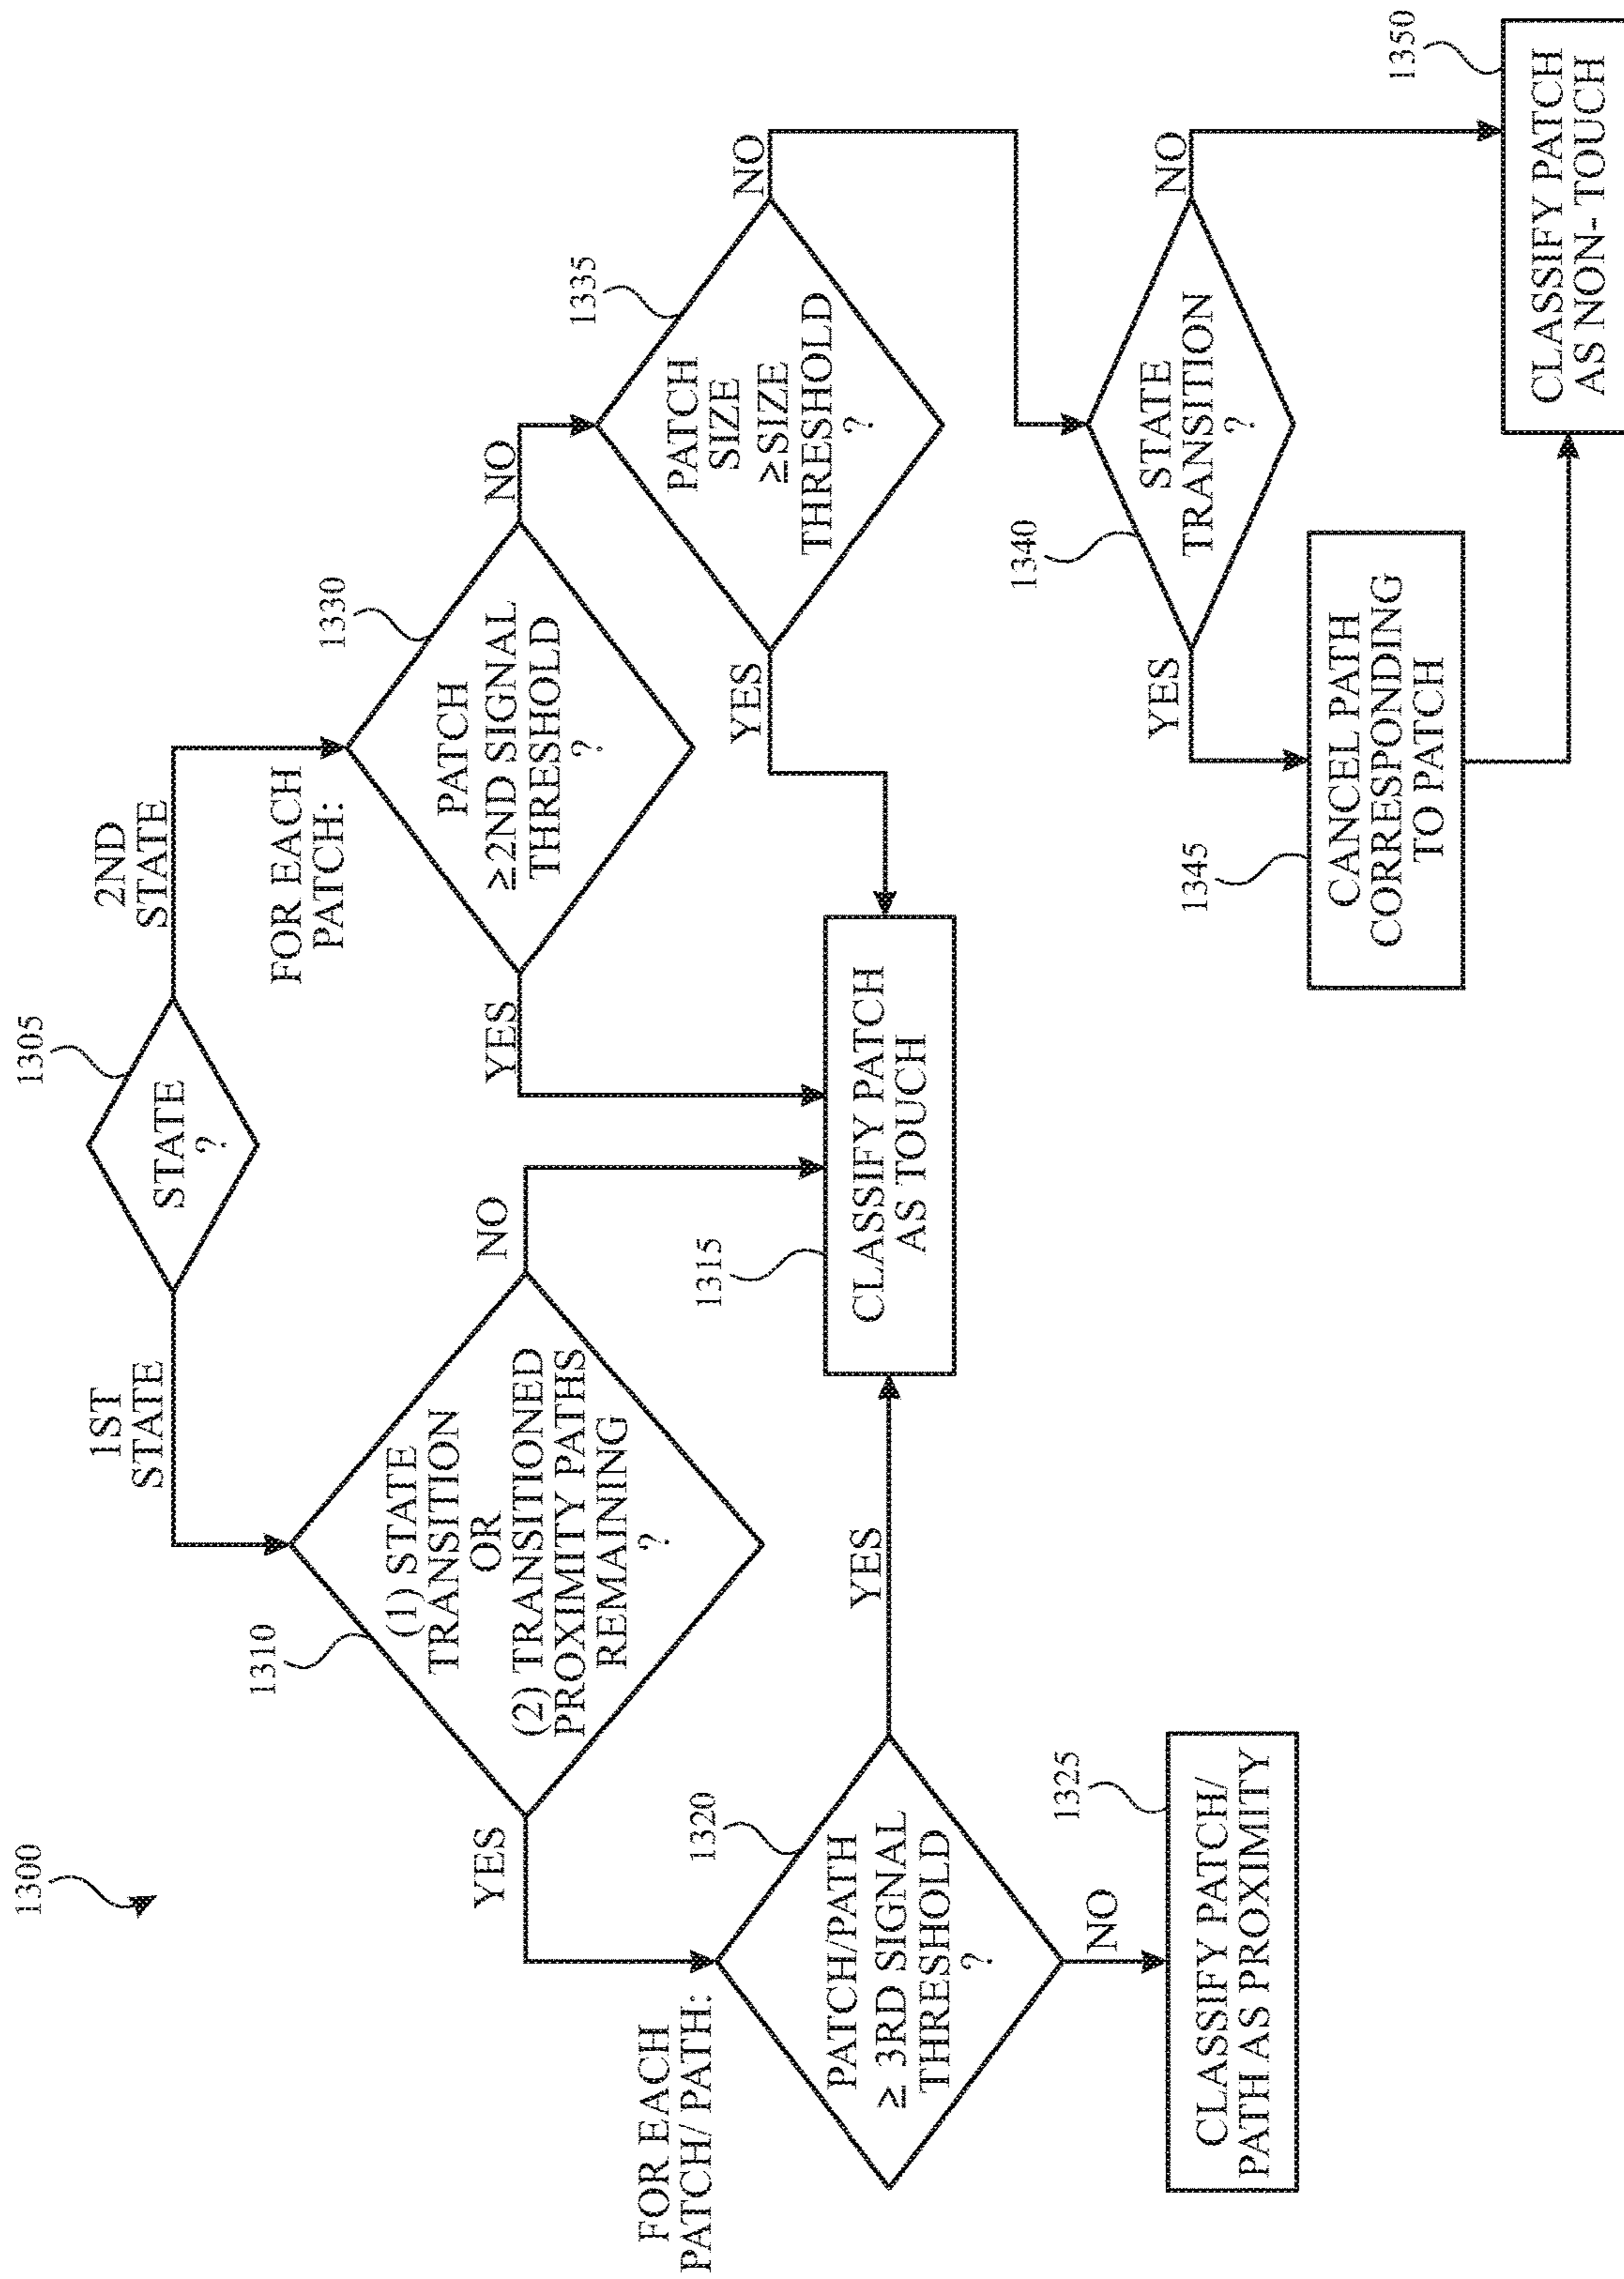 1300
1305
STATE
?
1ST
STATE
2ND
STATE
1310
(1) STATE
TRANSITION
OR
(2) TRANSITIONED
PROXIMITY PATHS
REMAINING
?
YES
NO
FOR EACH
PATCH/ PATH:
1320
PATCH/PATH
≥ 3RD SIGNAL
THRESHOLD
?
YES
NO
1325
CLASSIFY PATCH/
PATH AS PROXIMITY
1315
CLASSIFY PATCH
AS TOUCH
FOR EACH
PATCH:
1330
PATCH
≥2ND SIGNAL
THRESHOLD
?
YES
NO
1335
PATCH
SIZE
≥SIZE
THRESHOLD
?
YES
NO
1340
STATE
TRANSITION
?
YES
NO
1345
CANCEL PATH
CORRESPONDING
TO PATCH
1350
CLASSIFY PATCH
AS NON- TOUCH